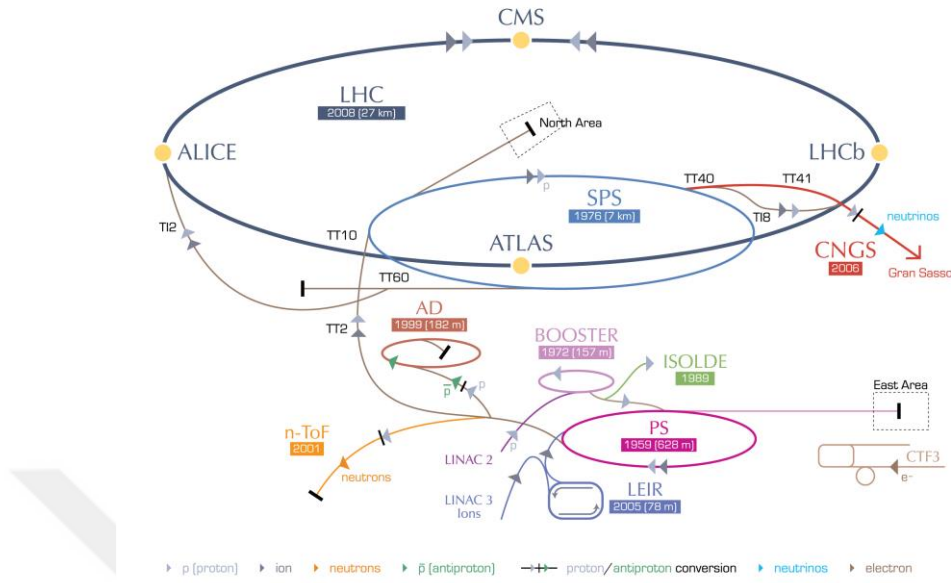 CMS
LHC
2008 (27 km)
North Area
ALICE
LHCb
TT40
TT41
p
SPS
1976 (7 km)
TI8
TI2
TT10
neutrinos
ATLAS
CNGS
2006
Gran Sasso
TT60
AD
1999 (182 m)
TT2
BOOSTER
1972 (157 m)
ISOLDE
1989
p
p̄
East Area
n-ToF
2001
PS
1959 (628 m)
LINAC 2
p
neutrons
CTF3
e-
LINAC 3
Ions
LEIR
2005 (78 m)
p (proton)
ion
neutrons
p̄ (antiproton)
proton/antiproton conversion
neutrinos
electron